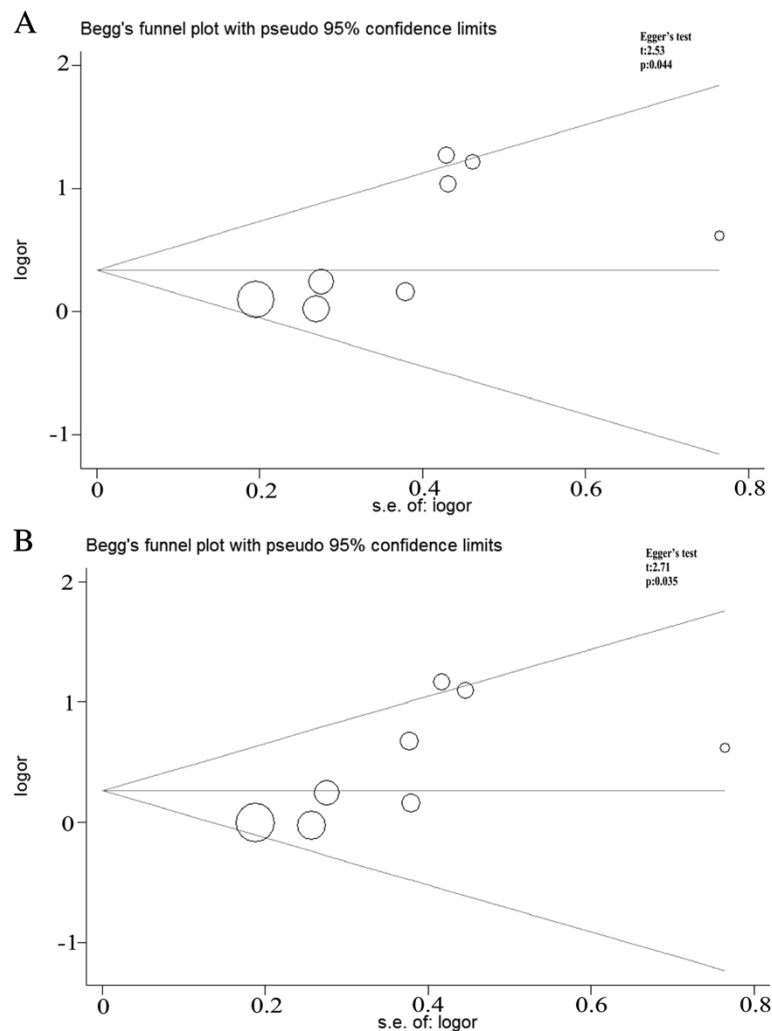 A
Begg's funnel plot with pseudo 95% confidence limits
Egger's test
t:2.53
p:0.044
2
1
0
-1
logor
0
0.2
0.4
0.6
0.8
s.e. of: logor
B
Begg's funnel plot with pseudo 95% confidence limits
Egger's test
t:2.71
p:0.035
2
1
0
-1
logor
0
0.2
0.4
0.6
0.8
s.e. of: logor